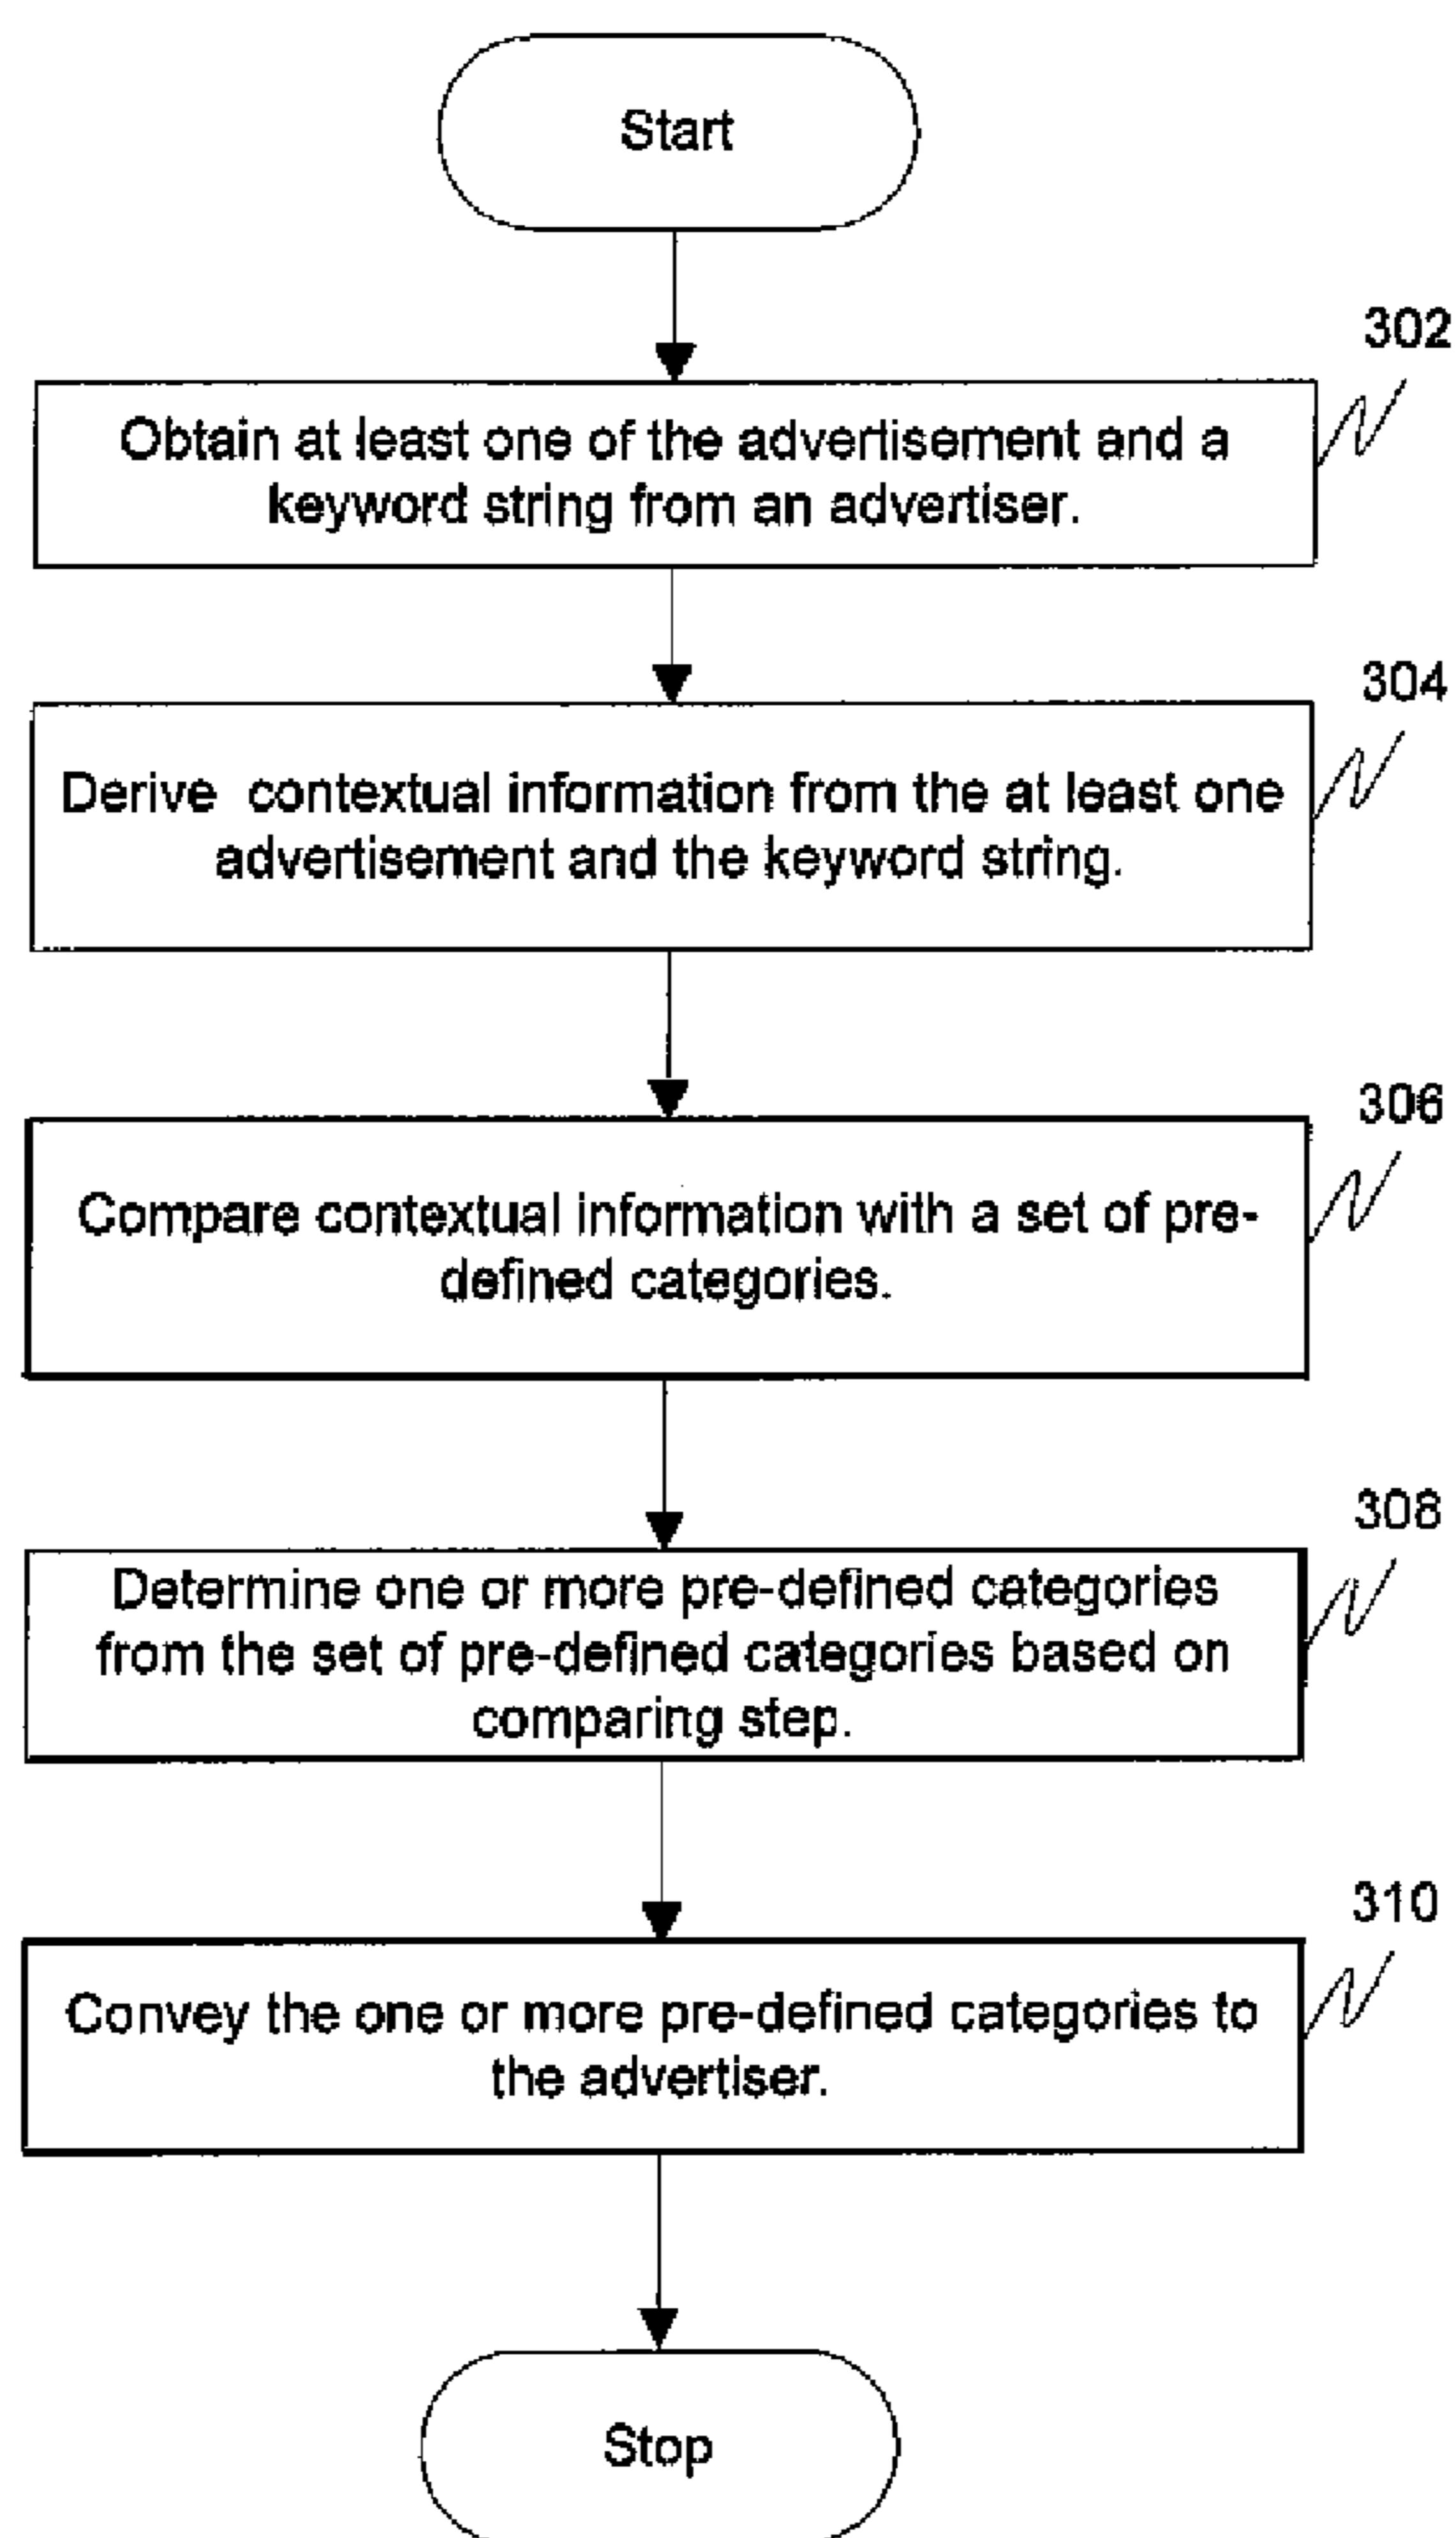 Start
302
Obtain at least one of the advertisement and a
keyword string from an advertiser.
304
Derive contextual information from the at least one
advertisement and the keyword string.
306
Compare contextual information with a set of pre-
defined categories.
308
Determine one or more pre-defined categories
from the set of pre-defined categories based on
comparing step.
310
Convey the one or more pre-defined categories to
the advertiser.
Stop